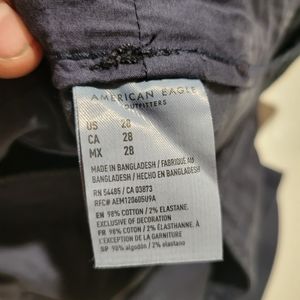 AMERICAN EAGLE
OUTFITTERS
US 28
CA 28
MX 28
MADE IN BANGLADESH / FABRIQUÉ AU
BANGLADESH / HECHO EN BANGLADESH
RN 54485 / CA 03873
RFC# AEM120605U9A
EN 98% COTTON / 2% ELASTANE.
EXCLUSIVE OF DECORATION
FR 98% COTON / 2% ÉLASTHANNE. À
L'EXCEPTION DE LA GARNITURE
SP 98% algodón / 2% elastano